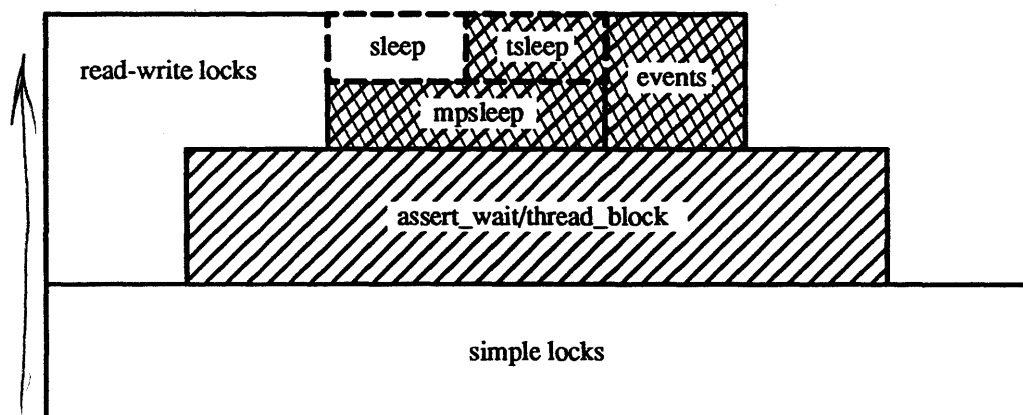 sleep
tsleep
read-write locks
events
mpsleep
assert_wait/thread_block
simple locks